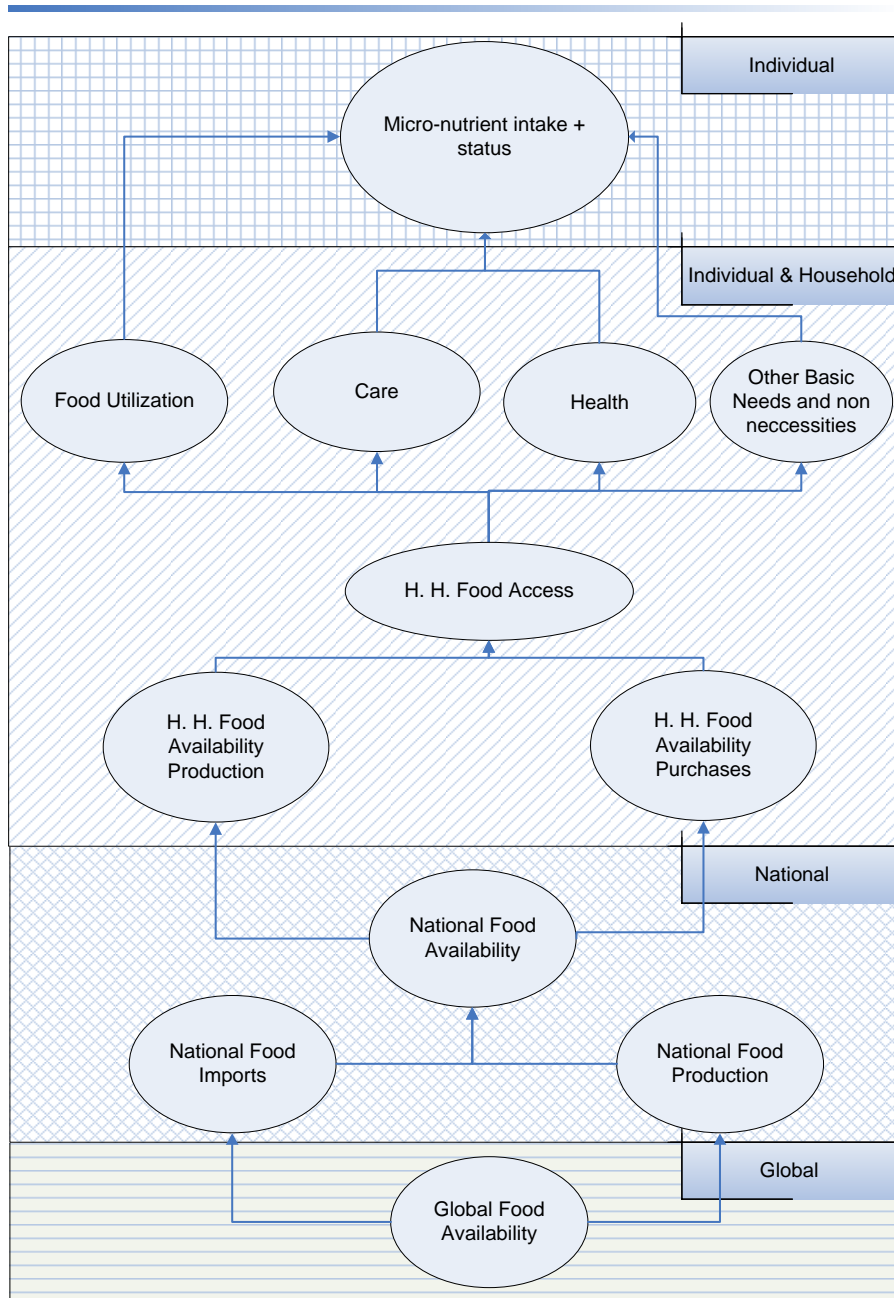 Individual
Micro-nutrient intake +
status
Individual & Household
Food Utilization
Care
Health
Other Basic
Needs and non
neccessities
H. H. Food Access
H. H. Food
Availability
Production
H. H. Food
Availability
Purchases
National
National Food
Availability
National Food
Imports
National Food
Production
Global
Global Food
Availability